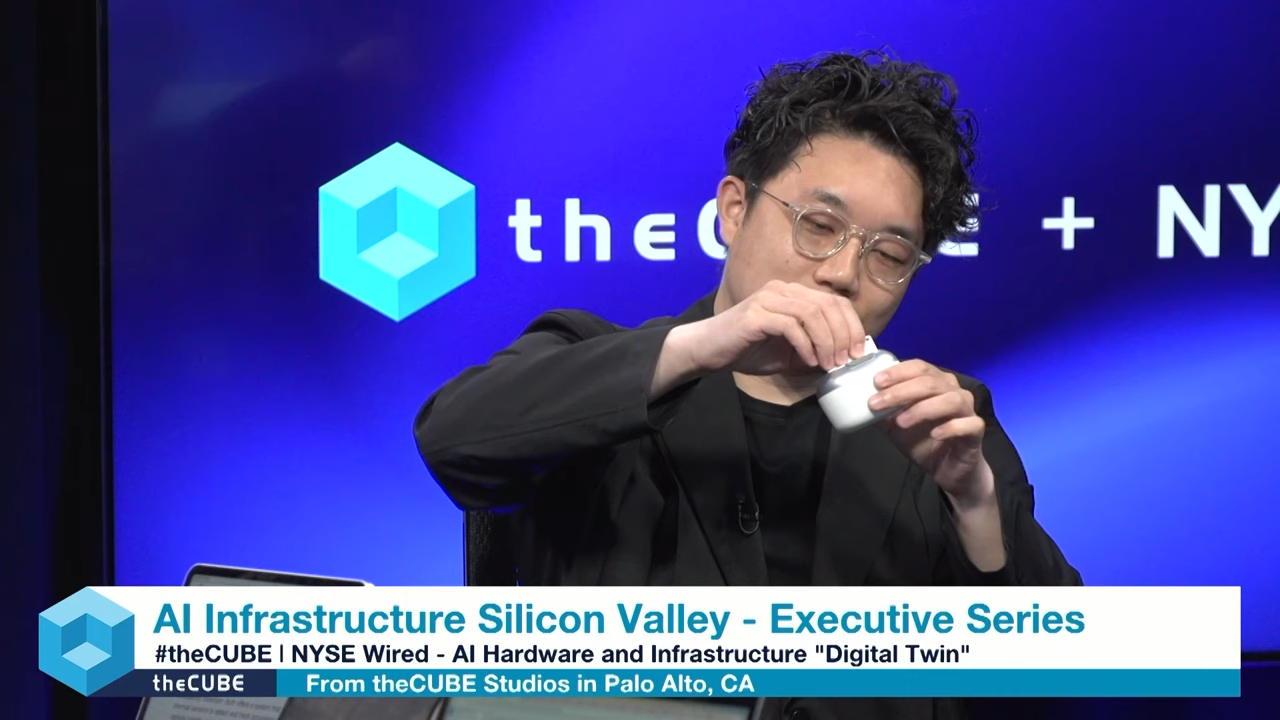 theC e + NY
AI Infrastructure Silicon Valley - Executive Series
#theCUBE | NYSE Wired - AI Hardware and Infrastructure "Digital Twin"
theCUBE
From theCUBE Studios in Palo Alto, CA